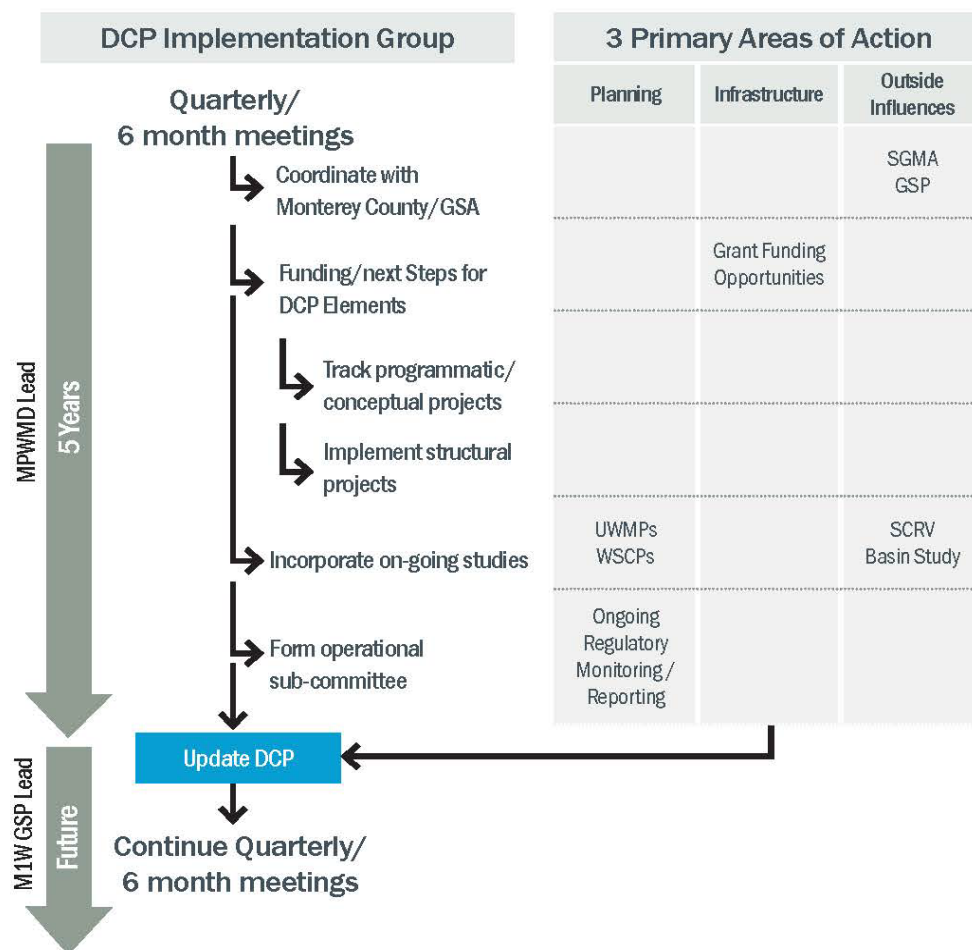 DCP Implementation Group
Quarterly/
6 month meetings
Coordinate with
Monterey County/GSA
Funding/next Steps for
DCP Elements
Track programmatic/
conceptual projects
Implement structural
projects
Incorporate on-going studies
Form operational
sub-committee
Update DCP
Continue Quarterly/
6 month meetings
MPWMD Lead
5 Years
M1W GSP Lead
Future
3 Primary Areas of Action
Planning
Infrastructure
Outside
Influences
SGMA
GSP
Grant Funding
Opportunities
UWMPs
WSCPs
SCRV
Basin Study
Ongoing
Regulatory
Monitoring /
Reporting